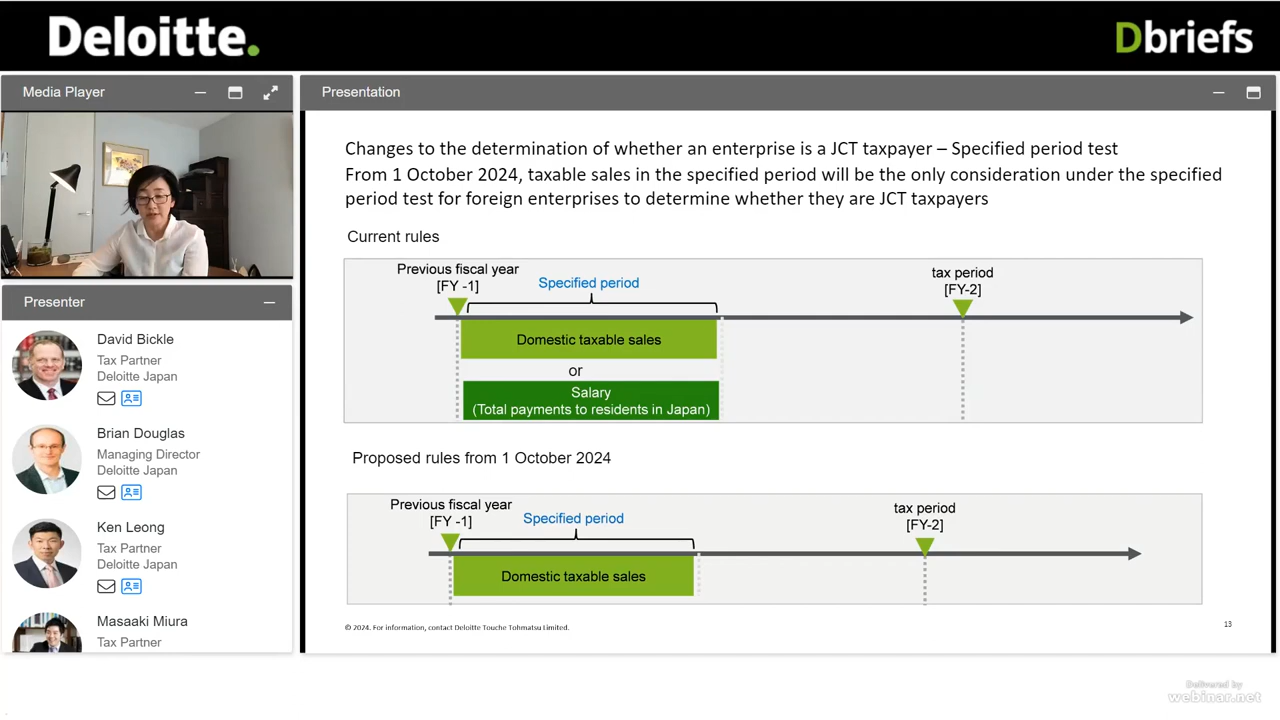 Deloitte.
Dbriefs
Media Player
Presentation
Presenter
David Bickle
Tax Partner
Deloitte Japan
Brian Douglas
Managing Director
Deloitte Japan
Ken Leong
Tax Partner
Deloitte Japan
Masaaki Miura
Tax Partner
Changes to the determination of whether an enterprise is a JCT taxpayer – Specified period test
From 1 October 2024, taxable sales in the specified period will be the only consideration under the specified
period test for foreign enterprises to determine whether they are JCT taxpayers
Current rules
Previous fiscal year
[FY -1]
Specified period
tax period
[FY-2]
Domestic taxable sales
or
Salary
(Total payments to residents in Japan)
Proposed rules from 1 October 2024
Previous fiscal year
[FY -1]
Specified period
tax period
[FY-2]
Domestic taxable sales
© 2024. For information, contact Deloitte Touche Tohmatsu Limited.
13
Delivered by
webinar.net